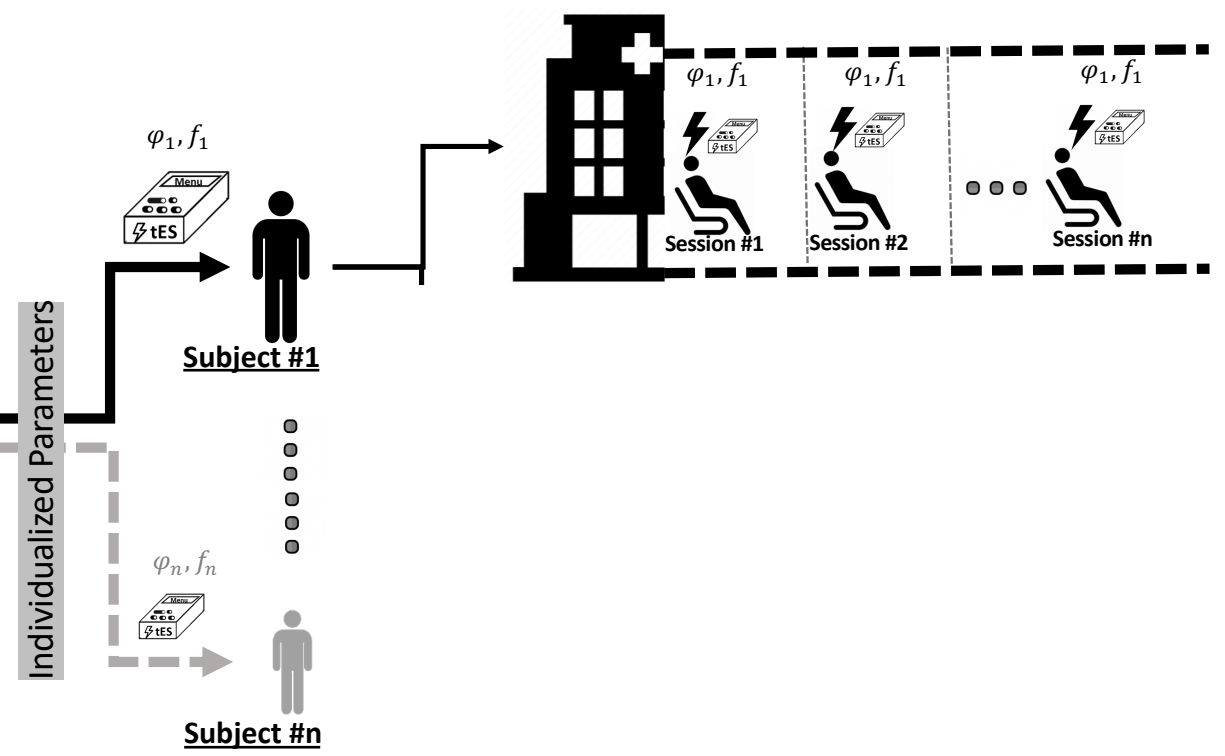 φ₁, f₁
Menu
tES
Subject #1
φ₁, f₁
φ₁, f₁
φ₁, f₁
Menu
tES
Menu
tES
Menu
tES
Session #1
Session #2
Session #n
Individualized Parameters
φₙ, fₙ
Menu
tES
Subject #n